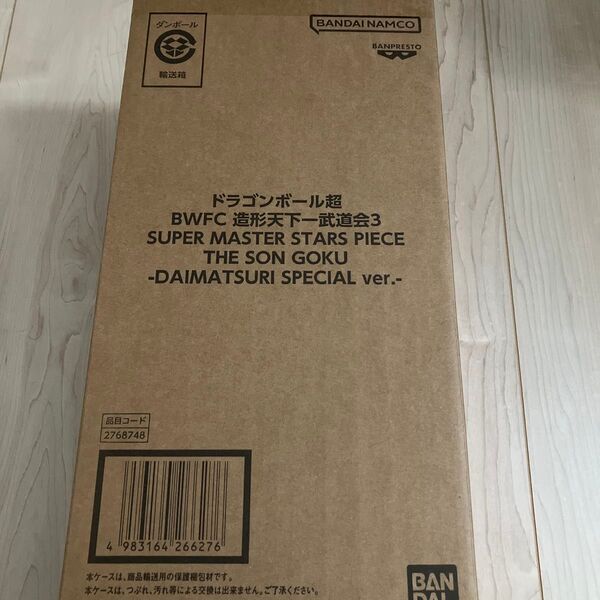 ダンボール
輸送箱
BANDAI NAMCO
BANPRESTO
ドラゴンボール超
BWFC 造形天下一武道会3
SUPER MASTER STARS PIECE
THE SON GOKU
-DAIMATSURI SPECIAL ver.-
品目コード
2768748
4 983164 266276
本ケースは、商品輸送用の保護梱包材です。
本ケースは、つぶれ、汚れ等による交換は出来ません。ご了承ください。
BAN
DAI